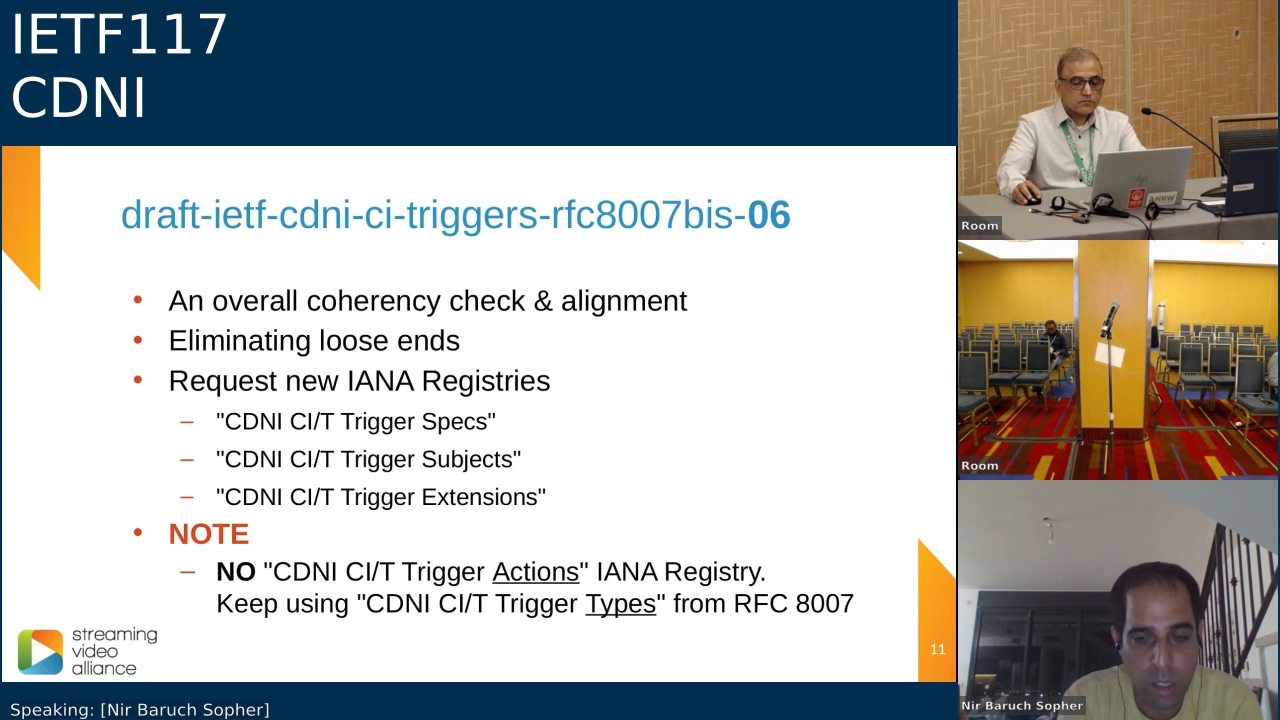 IETF117
CDNI
draft-ietf-cdni-ci-triggers-rfc8007bis-06
• An overall coherency check & alignment
• Eliminating loose ends
• Request new IANA Registries
– "CDNI CI/T Trigger Specs"
– "CDNI CI/T Trigger Subjects"
– "CDNI CI/T Trigger Extensions"
• NOTE
– NO "CDNI CI/T Trigger Actions" IANA Registry.
Keep using "CDNI CI/T Trigger Types" from RFC 8007
streaming
video
alliance
11
Speaking: [Nir Baruch Sopher]
Room
hp
Room
Nir Baruch Sopher